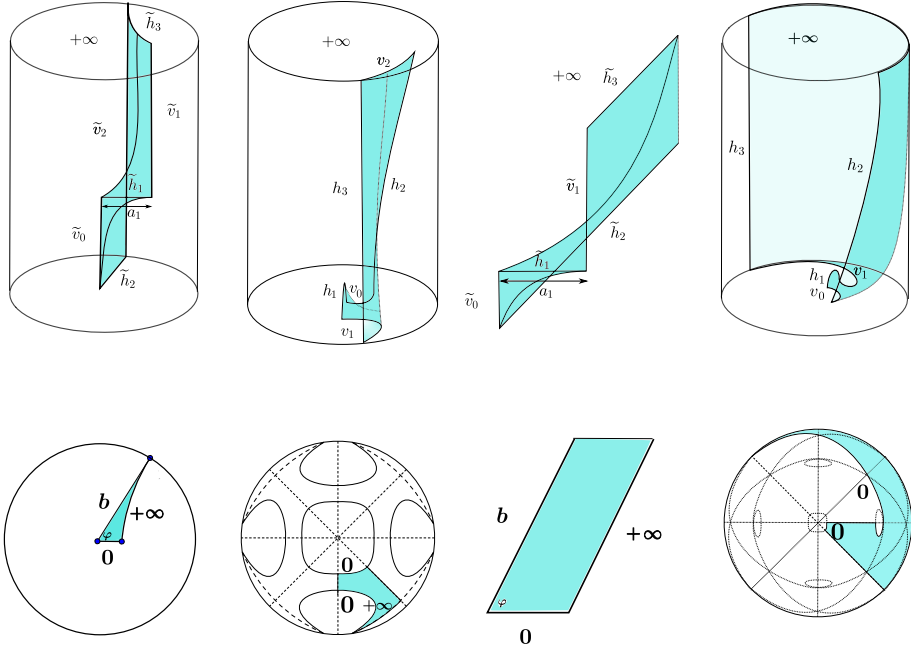 +∞ h̃₃ ṽ₁ ṽ₂ h̃₁ a₁ ṽ₀ h̃₂
+∞ v₂ h₃ h₂ h₁ v₀ v₁
+∞ h̃₃ ṽ₁ h̃₂ h̃₁ a₁ ṽ₀
+∞ h₃ h₂ h₁ v₁ v₀
b +∞ φ 0
0 0 +∞
b +∞ φ 0
0 0